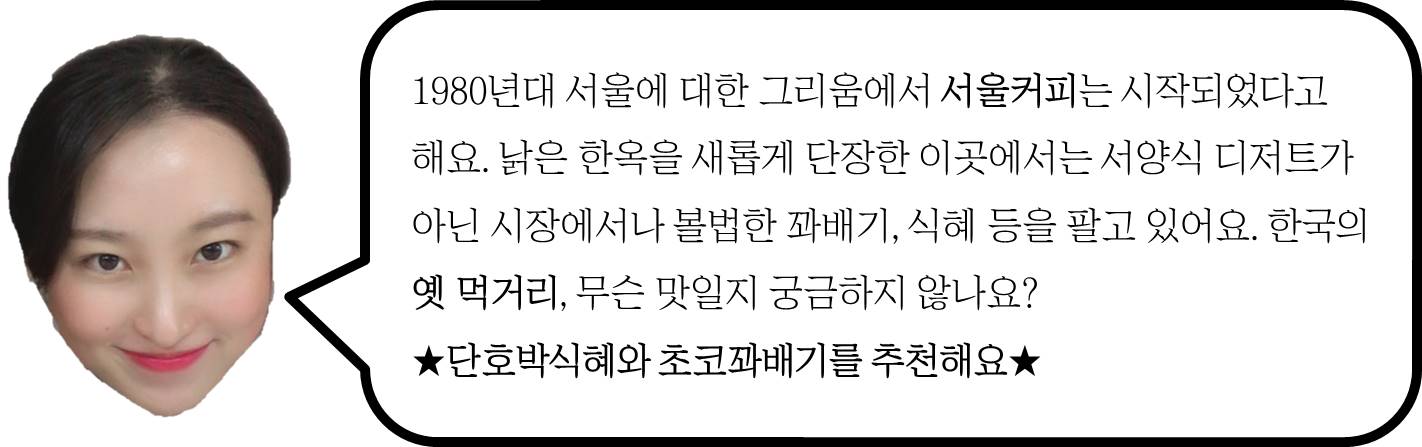 1980년대 서울에 대한 그리움에서 서울커피는 시작되었다고
해요. 낡은 한옥을 새롭게 단장한 이곳에서는 서양식 디저트가
아닌 시장에서나 볼법한 꽈배기, 식혜 등을 팔고 있어요. 한국의
옛 먹거리, 무슨 맛일지 궁금하지 않나요?
★단호박식혜와 초코꽈배기를 추천해요★